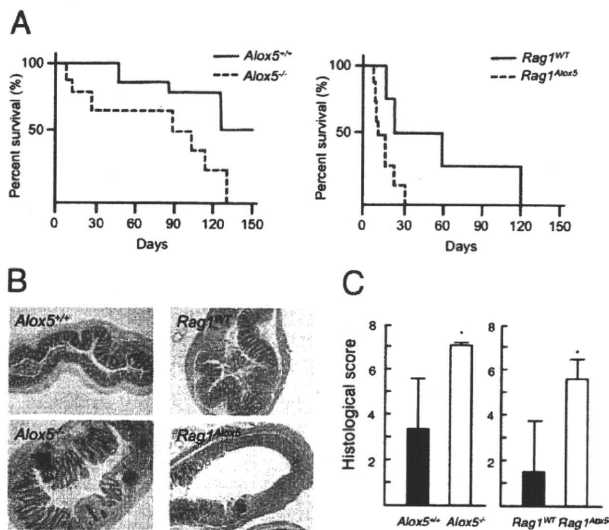 A
Percent survival (%)
100
50
0 30 60 90 120 150
Days
Alox5+/+
Alox5-/-
Percent survival (%)
100
50
0 30 60 90 120 150
Days
Rag1WT
Rag1Alox5
B
Alox5+/+
Rag1WT
Alox5-/-
Rag1Alox5
C
Histological score
8
6
4
2
*
Alox5+/+ Alox5-/-
8
6
4
2
*
Rag1WT Rag1Alox5